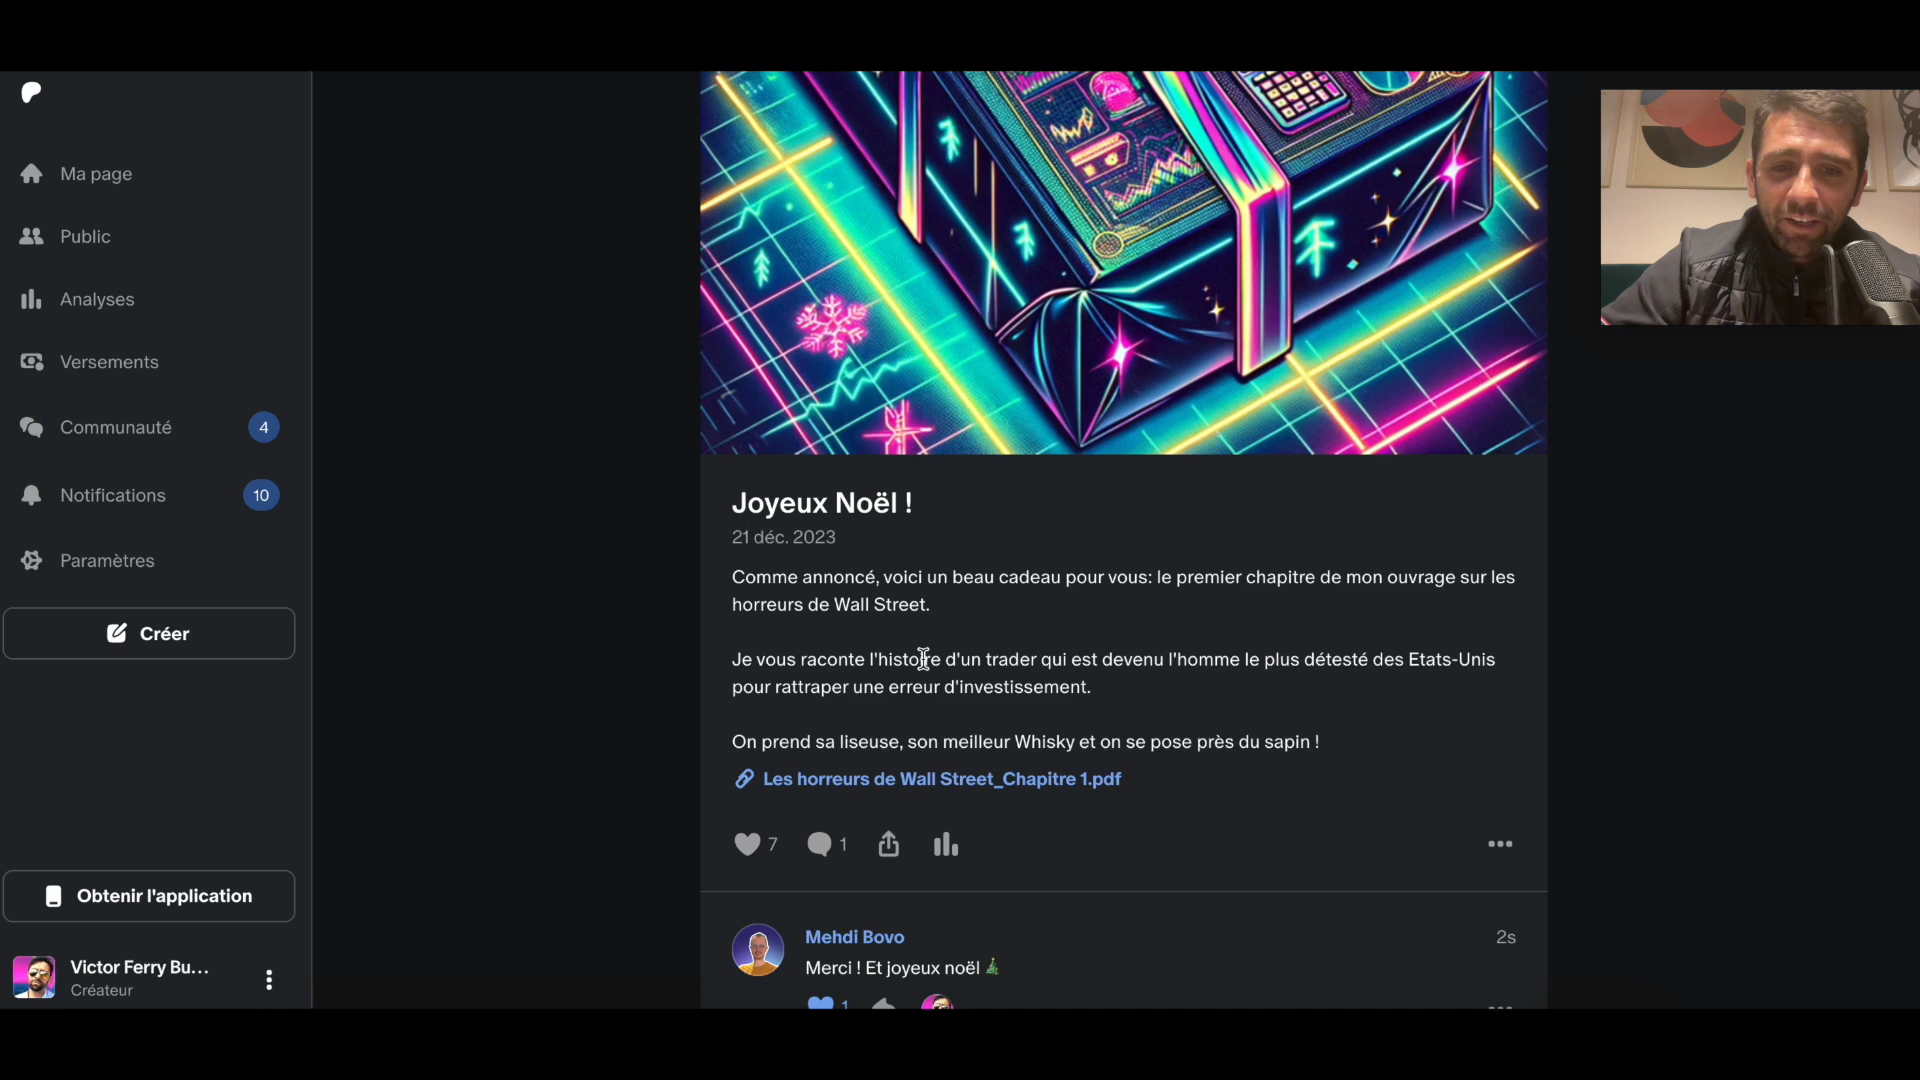 Ma page
Public
Analyses
Versements
Communauté 4
Notifications 10
Paramètres
Créer
Obtenir l'application
Victor Ferry Bu...
Créateur
Joyeux Noël !
21 déc. 2023
Comme annoncé, voici un beau cadeau pour vous: le premier chapitre de mon ouvrage sur les
horreurs de Wall Street.
Je vous raconte l'histoire d'un trader qui est devenu l'homme le plus détesté des Etats-Unis
pour rattraper une erreur d'investissement.
On prend sa liseuse, son meilleur Whisky et on se pose près du sapin !
Les horreurs de Wall Street_Chapitre 1.pdf
7 1
Mehdi Bovo 2s
Merci ! Et joyeux noël 🎄
1